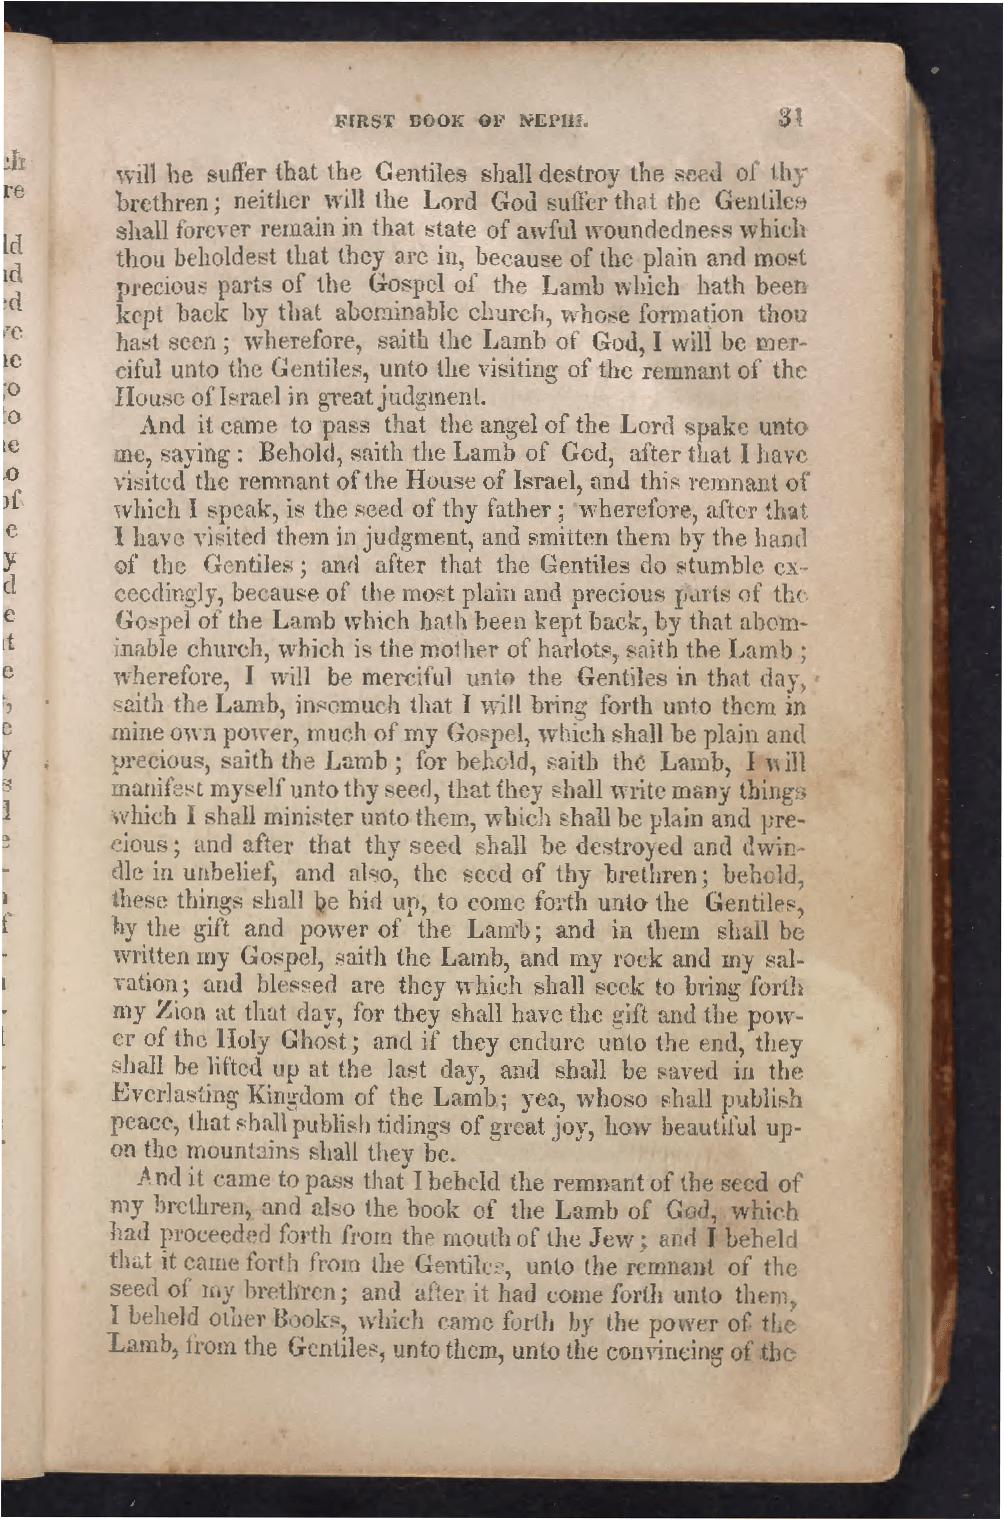 FIRST BOOK OF NEPHI. 31
will he suffer that the Gentiles shall destroy the seed of thy
brethren; neither will the Lord God suffer that the Gentiles
shall forever remain in that state of awful woundedness which
thou beholdest that they are in, because of the plain and most
precious parts of the Gospel of the Lamb which hath been
kept back by that abominable church, whose formation thou
hast seen; wherefore, saith the Lamb of God, I will be mer-
ciful unto the Gentiles, unto the visiting of the remnant of the
House of Israel in great judgment.
And it came to pass that the angel of the Lord spake unto
me, saying: Behold, saith the Lamb of God, after that I have
visited the remnant of the House of Israel, and this remnant of
which I speak, is the seed of thy father; wherefore, after that
I have visited them in judgment, and smitten them by the hand
of the Gentiles; and after that the Gentiles do stumble ex-
ceedingly, because of the most plain and precious parts of the
Gospel of the Lamb which hath been kept back, by that abom-
inable church, which is the mother of harlots, saith the Lamb;
wherefore, I will be merciful unto the Gentiles in that day,
saith the Lamb, insomuch that I will bring forth unto them in
mine own power, much of my Gospel, which shall be plain and
precious, saith the Lamb; for behold, saith the Lamb, I will
manifest myself unto thy seed, that they shall write many things
which I shall minister unto them, which shall be plain and pre-
cious; and after that thy seed shall be destroyed and dwin-
dle in unbelief, and also, the seed of thy brethren; behold,
these things shall be hid up, to come forth unto the Gentiles,
by the gift and power of the Lamb; and in them shall be
written my Gospel, saith the Lamb, and my rock and my sal-
vation; and blessed are they which shall seek to bring forth
my Zion at that day, for they shall have the gift and the pow-
er of the Holy Ghost; and if they endure unto the end, they
shall be lifted up at the last day, and shall be saved in the
Everlasting Kingdom of the Lamb; yea, whoso shall publish
peace, that shall publish tidings of great joy, how beautiful up-
on the mountains shall they be.
And it came to pass that I beheld the remnant of the seed of
my brethren, and also the book of the Lamb of God, which
had proceeded forth from the mouth of the Jew; and I beheld
that it came forth from the Gentiles, unto the remnant of the
seed of my brethren; and after it had come forth unto them,
I beheld other Books, which came forth by the power of the
Lamb, from the Gentiles, unto them, unto the convincing of the